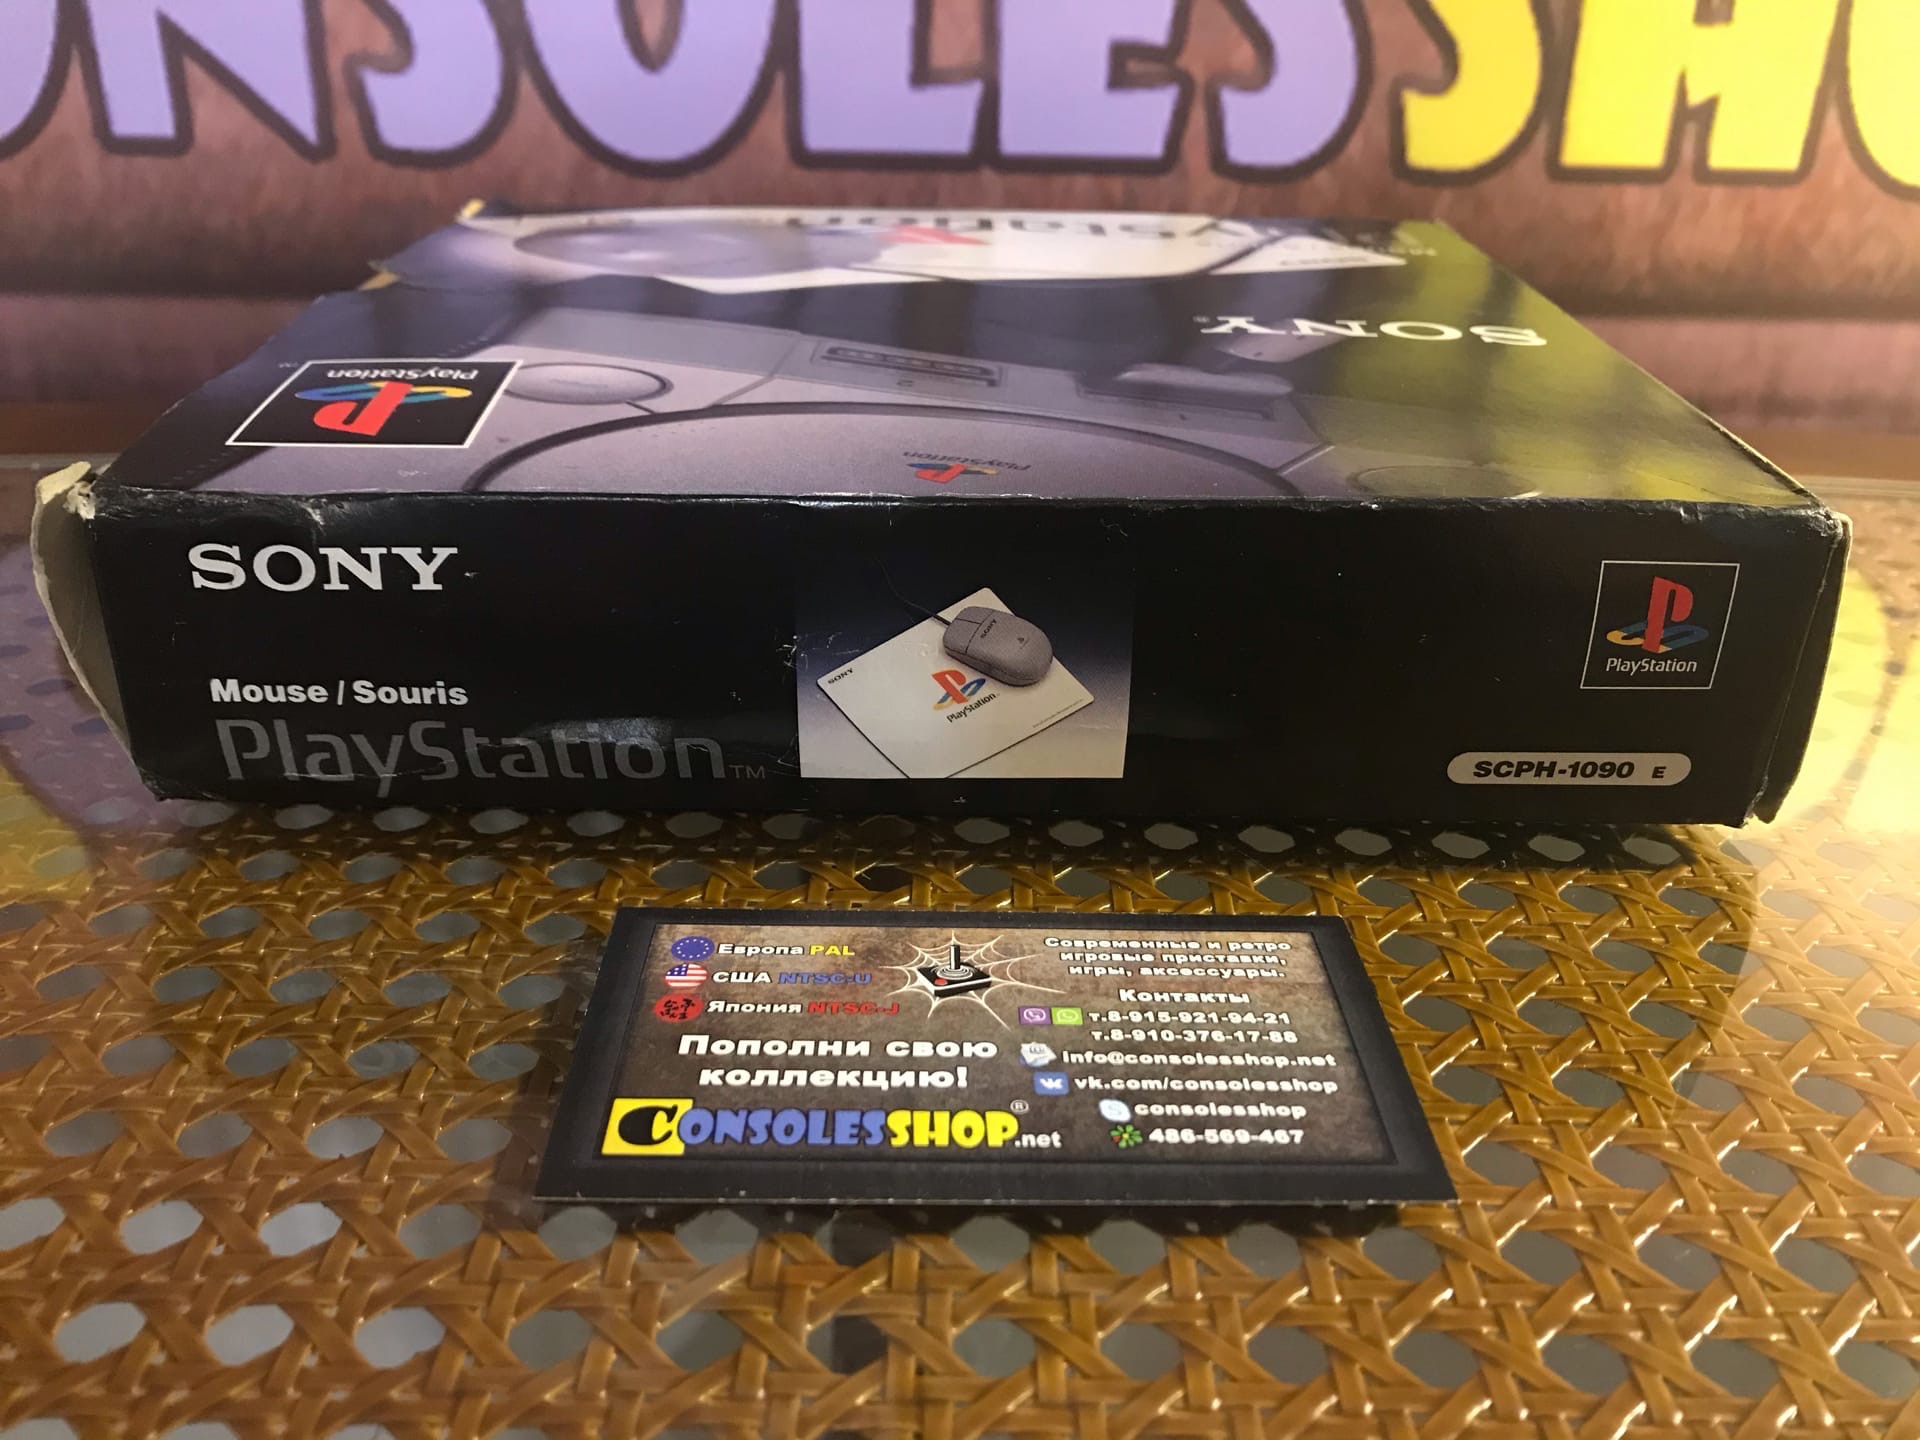 CONSOLESSHO
PlayStation
SONY
PlayStation
PlayStation
SONY
Mouse / Souris
PlayStation™
SONY
SONY
PlayStation
PlayStation
SCPH-1090 E
Европа PAL
США NTSC-U
Япония NTSC-J
Пополни свою
коллекцию!
CONSOLESSHOP®.net
Современные и ретро
игровые приставки,
игры, аксессуары.
Контакты
т.8-915-921-94-21
т.8-910-376-17-88
info@consolesshop.net
vk.com/consolesshop
consolesshop
486-569-467